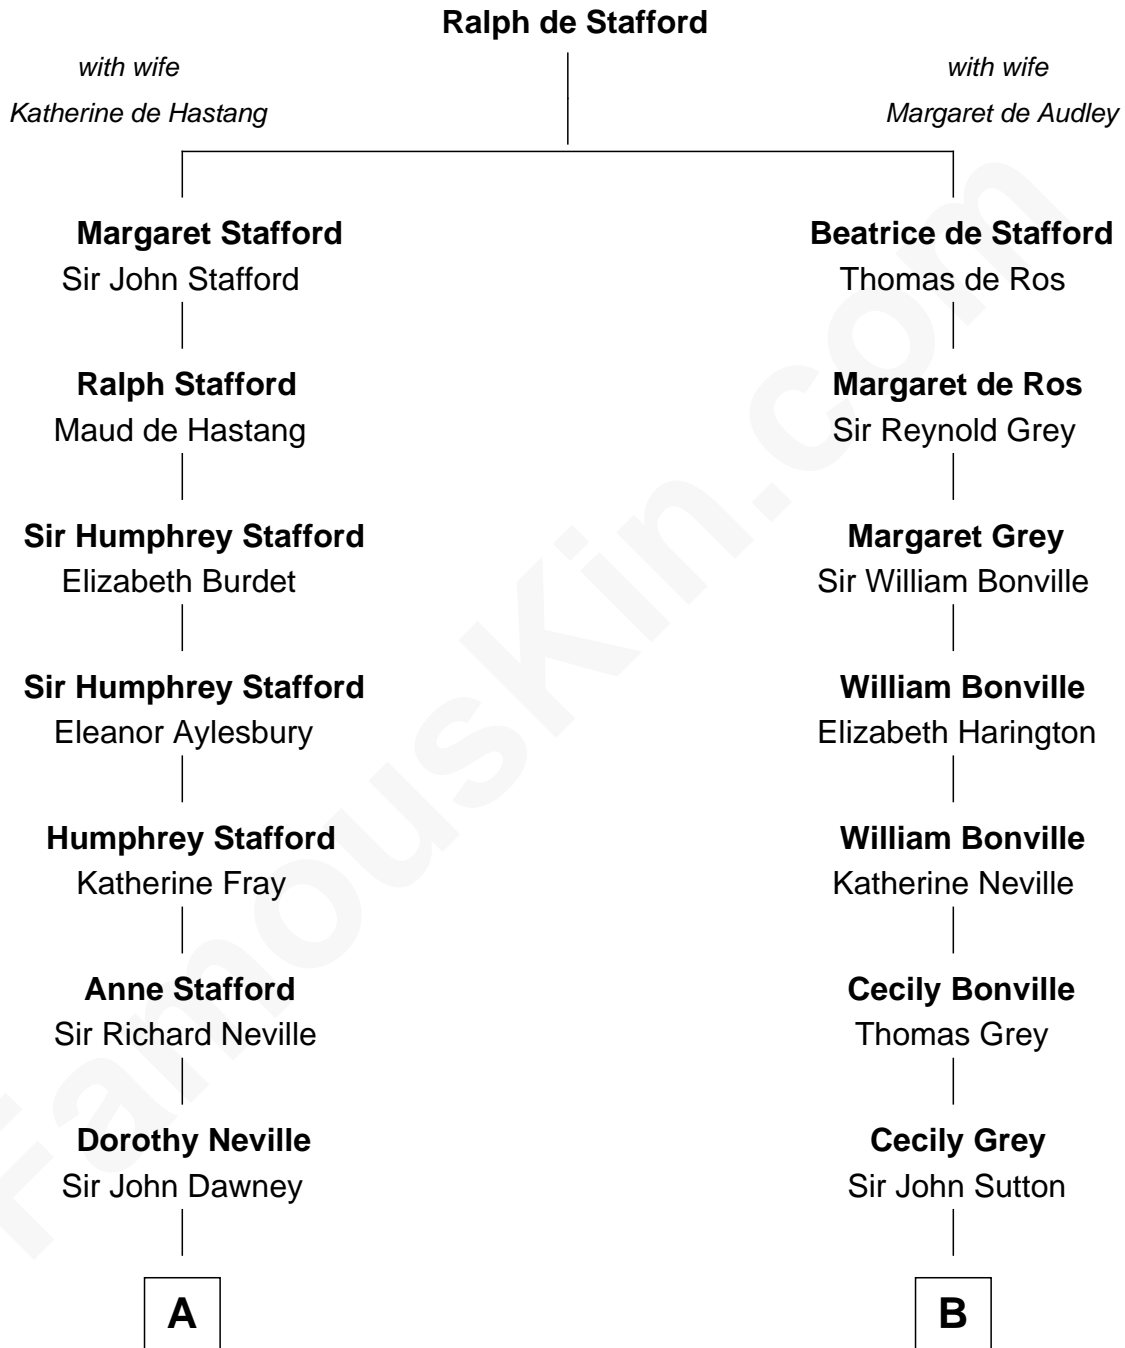 Ralph de Stafford
with wife
Katherine de Hastang
with wife
Margaret de Audley
Margaret Stafford
Sir John Stafford
Beatrice de Stafford
Thomas de Ros
Ralph Stafford
Maud de Hastang
Margaret de Ros
Sir Reynold Grey
Sir Humphrey Stafford
Elizabeth Burdet
Margaret Grey
Sir William Bonville
Sir Humphrey Stafford
Eleanor Aylesbury
William Bonville
Elizabeth Harington
Humphrey Stafford
Katherine Fray
William Bonville
Katherine Neville
Anne Stafford
Sir Richard Neville
Cecily Bonville
Thomas Grey
Dorothy Neville
Sir John Dawney
Cecily Grey
Sir John Sutton
A
B
FamousKin.com